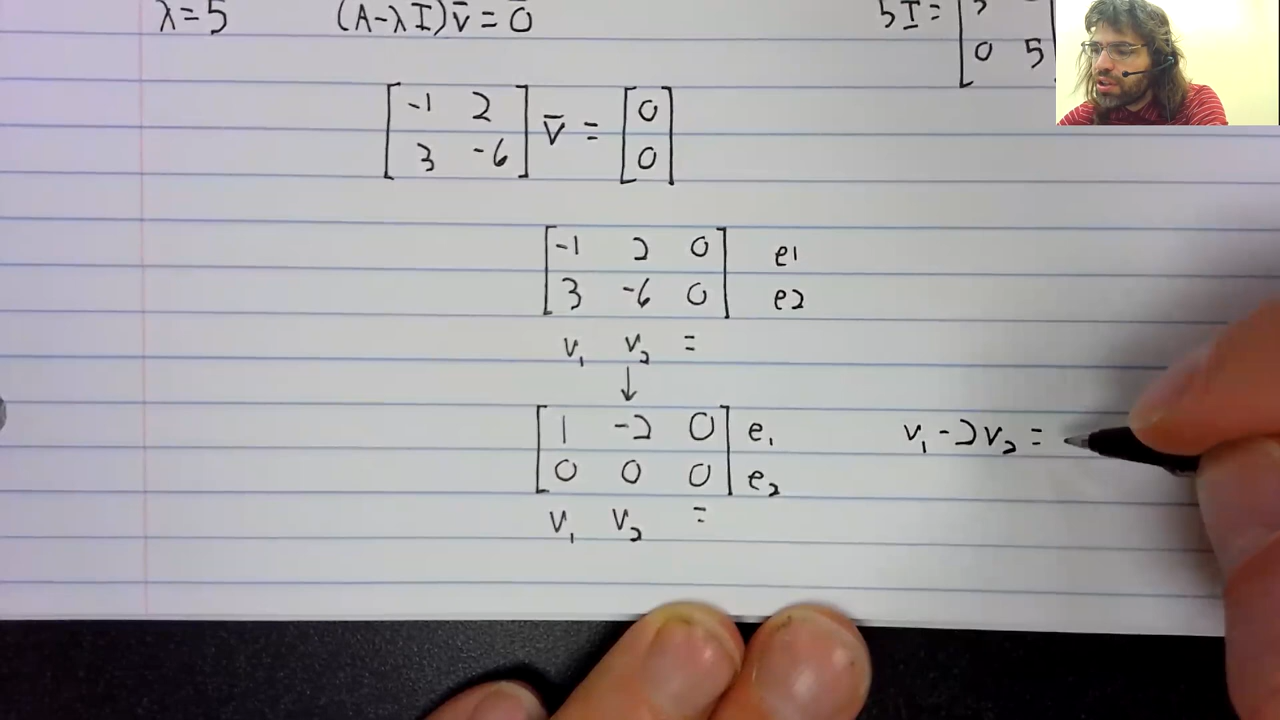 λ=5 (A-λI)v̄ = 0̄ 5I = [5
0 5
[-1 2] v̄ = [0]
[3 -6] [0]
[-1 2 0] e1
[3 -6 0] e2
v₁ v₂ =
↓
[1 -2 0] e₁ v₁ - 2v₂ =
[0 0 0] e₂
v₁ v₂ =